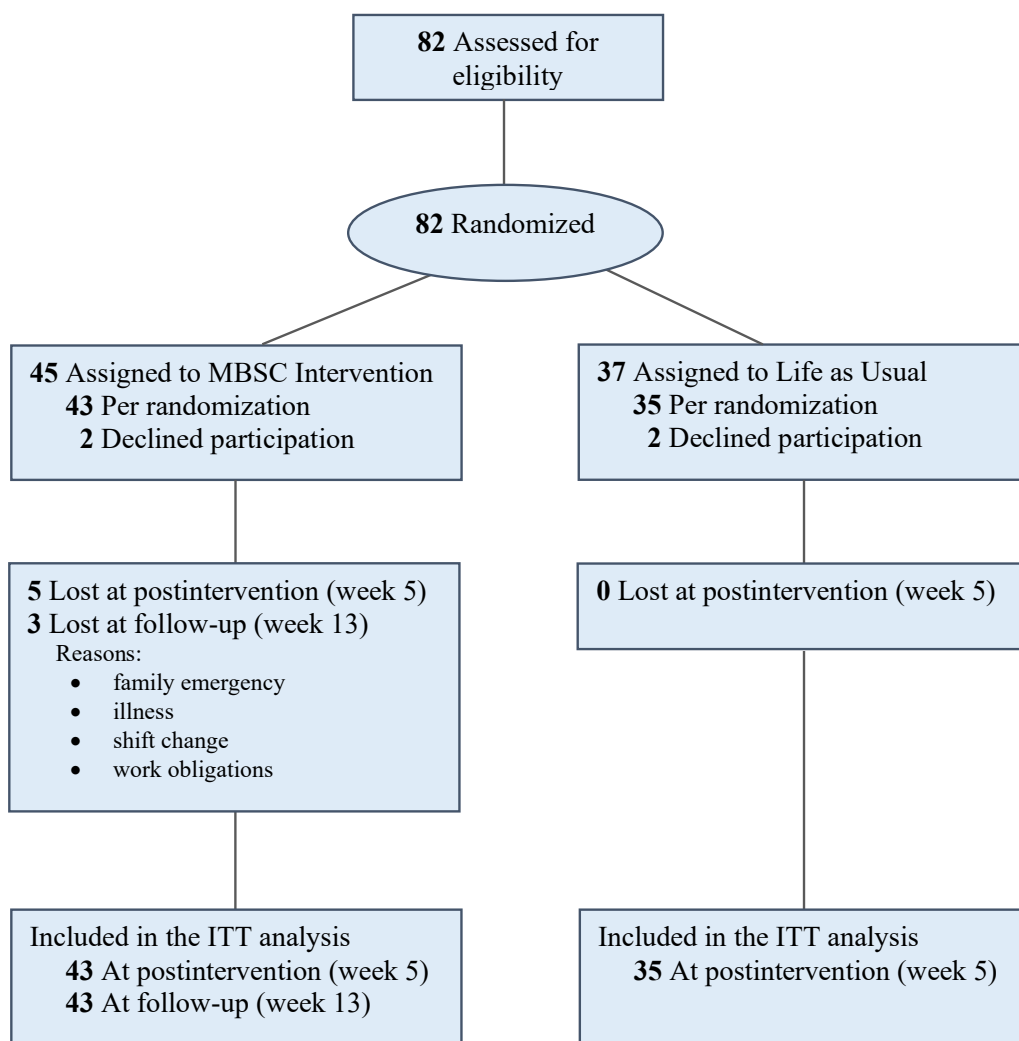 82 Assessed for
eligibility
82 Randomized
45 Assigned to MBSC Intervention
43 Per randomization
2 Declined participation
37 Assigned to Life as Usual
35 Per randomization
2 Declined participation
5 Lost at postintervention (week 5)
3 Lost at follow-up (week 13)
Reasons:
• family emergency
• illness
• shift change
• work obligations
0 Lost at postintervention (week 5)
Included in the ITT analysis
43 At postintervention (week 5)
43 At follow-up (week 13)
Included in the ITT analysis
35 At postintervention (week 5)